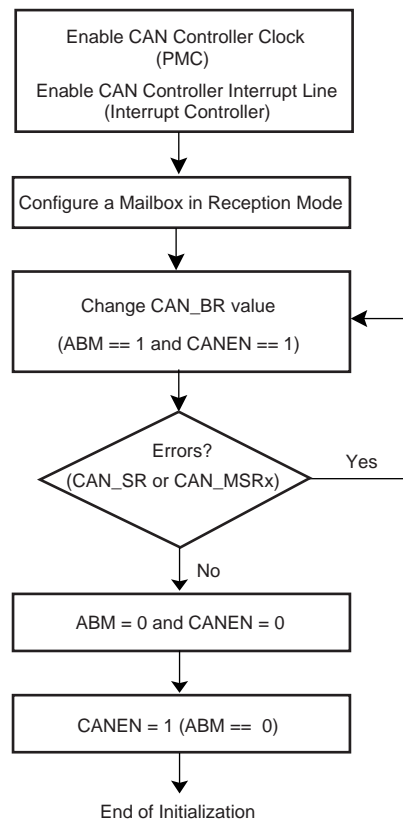 Enable CAN Controller Clock
(PMC)
Enable CAN Controller Interrupt Line
(Interrupt Controller)
Configure a Mailbox in Reception Mode
Change CAN_BR value
(ABM == 1 and CANEN == 1)
Errors?
(CAN_SR or CAN_MSRx)
Yes
No
ABM = 0 and CANEN = 0
CANEN = 1 (ABM == 0)
End of Initialization